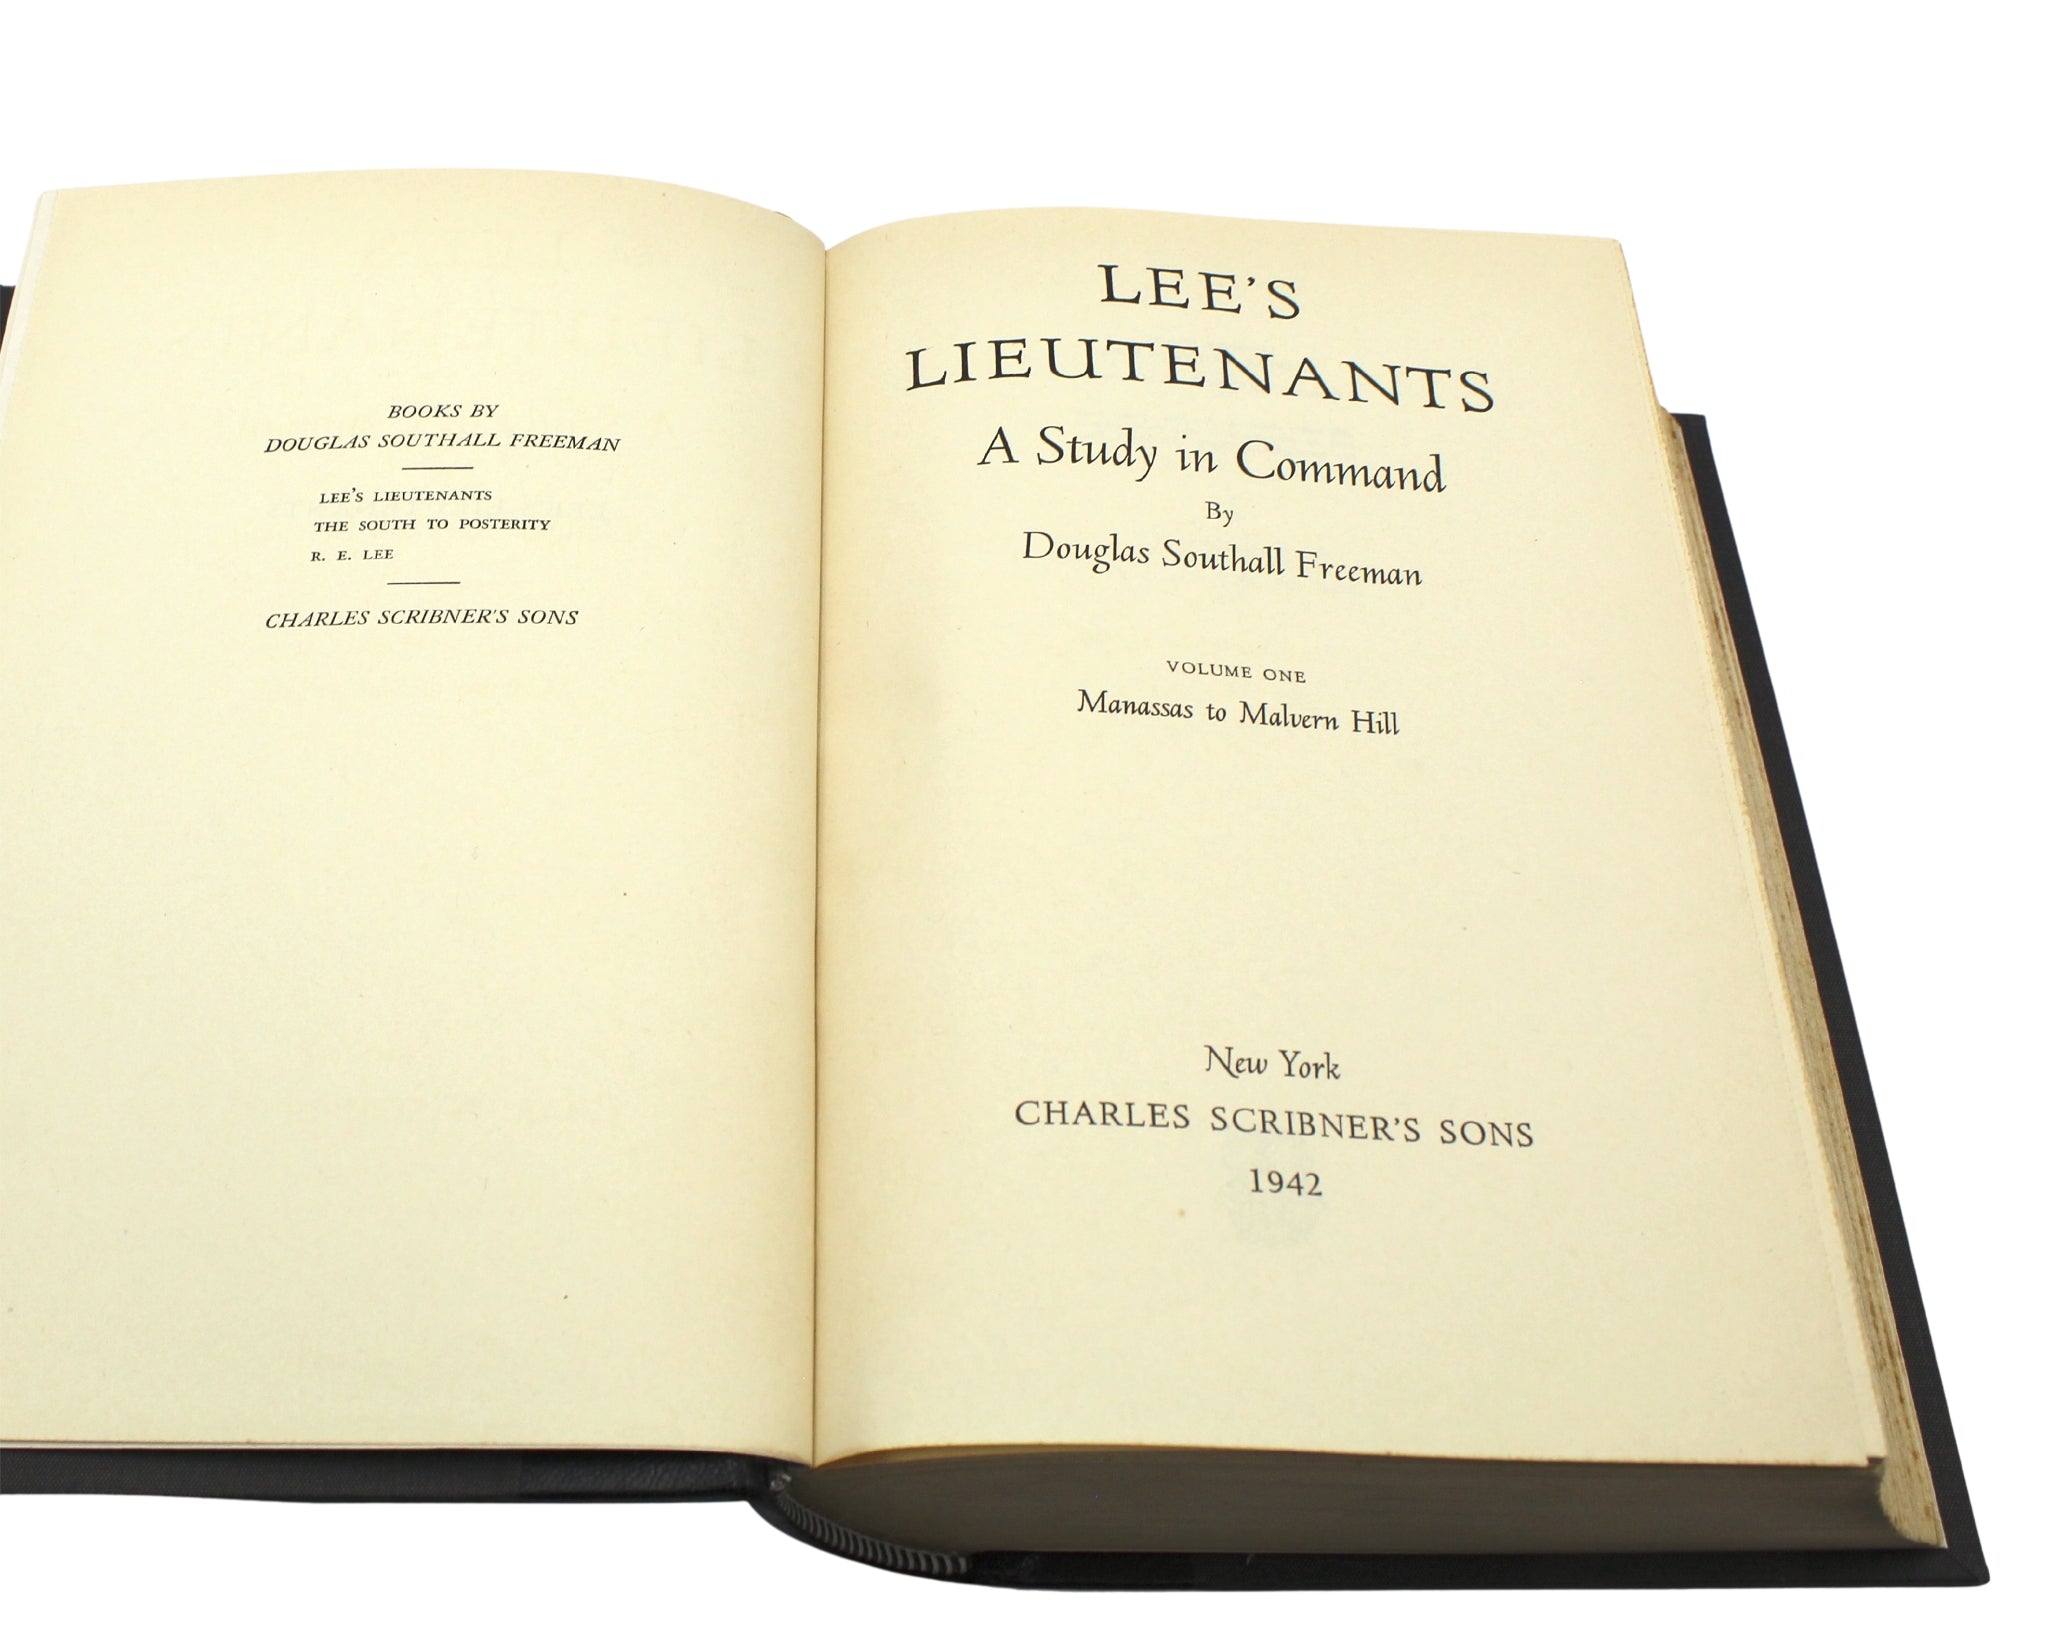 BOOKS BY
DOUGLAS SOUTHALL FREEMAN
LEE'S LIEUTENANTS
THE SOUTH TO POSTERITY
R. E. LEE
CHARLES SCRIBNER'S SONS
LEE'S
LIEUTENANTS
A Study in Command
By
Douglas Southall Freeman
VOLUME ONE
Manassas to Malvern Hill
New York
CHARLES SCRIBNER'S SONS
1942